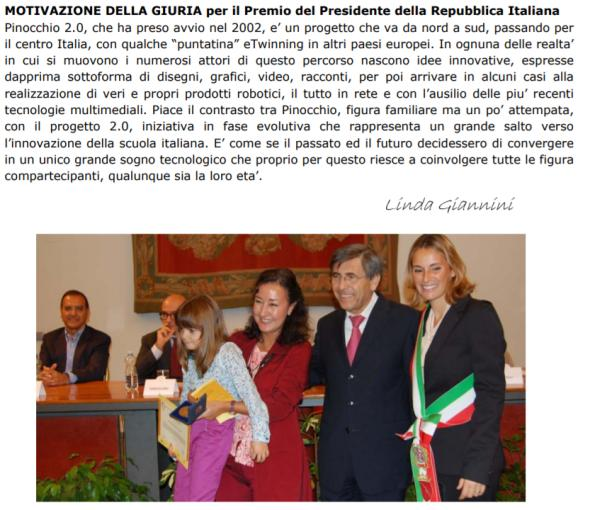 MOTIVAZIONE DELLA GIURIA per il Premio del Presidente della Repubblica Italiana
Pinocchio 2.0, che ha preso avvio nel 2002, e' un progetto che va da nord a sud, passando per
il centro Italia, con qualche "puntatina" eTwinning in altri paesi europei. In ognuna delle realta'
in cui si muovono i numerosi attori di questo percorso nascono idee innovative, espresse
dapprima sottoforma di disegni, grafici, video, racconti, per poi arrivare in alcuni casi alla
realizzazione di veri e propri prodotti robotici, il tutto in rete e con l'ausilio delle piu' recenti
tecnologie multimediali. Piace il contrasto tra Pinocchio, figura familiare ma un po' attempata,
con il progetto 2.0, iniziativa in fase evolutiva che rappresenta un grande salto verso
l'innovazione della scuola italiana. E' come se il passato ed il futuro decidessero di convergere
in un unico grande sogno tecnologico che proprio per questo riesce a coinvolgere tutte le figura
compartecipanti, qualunque sia la loro eta'.
Linda Giannini